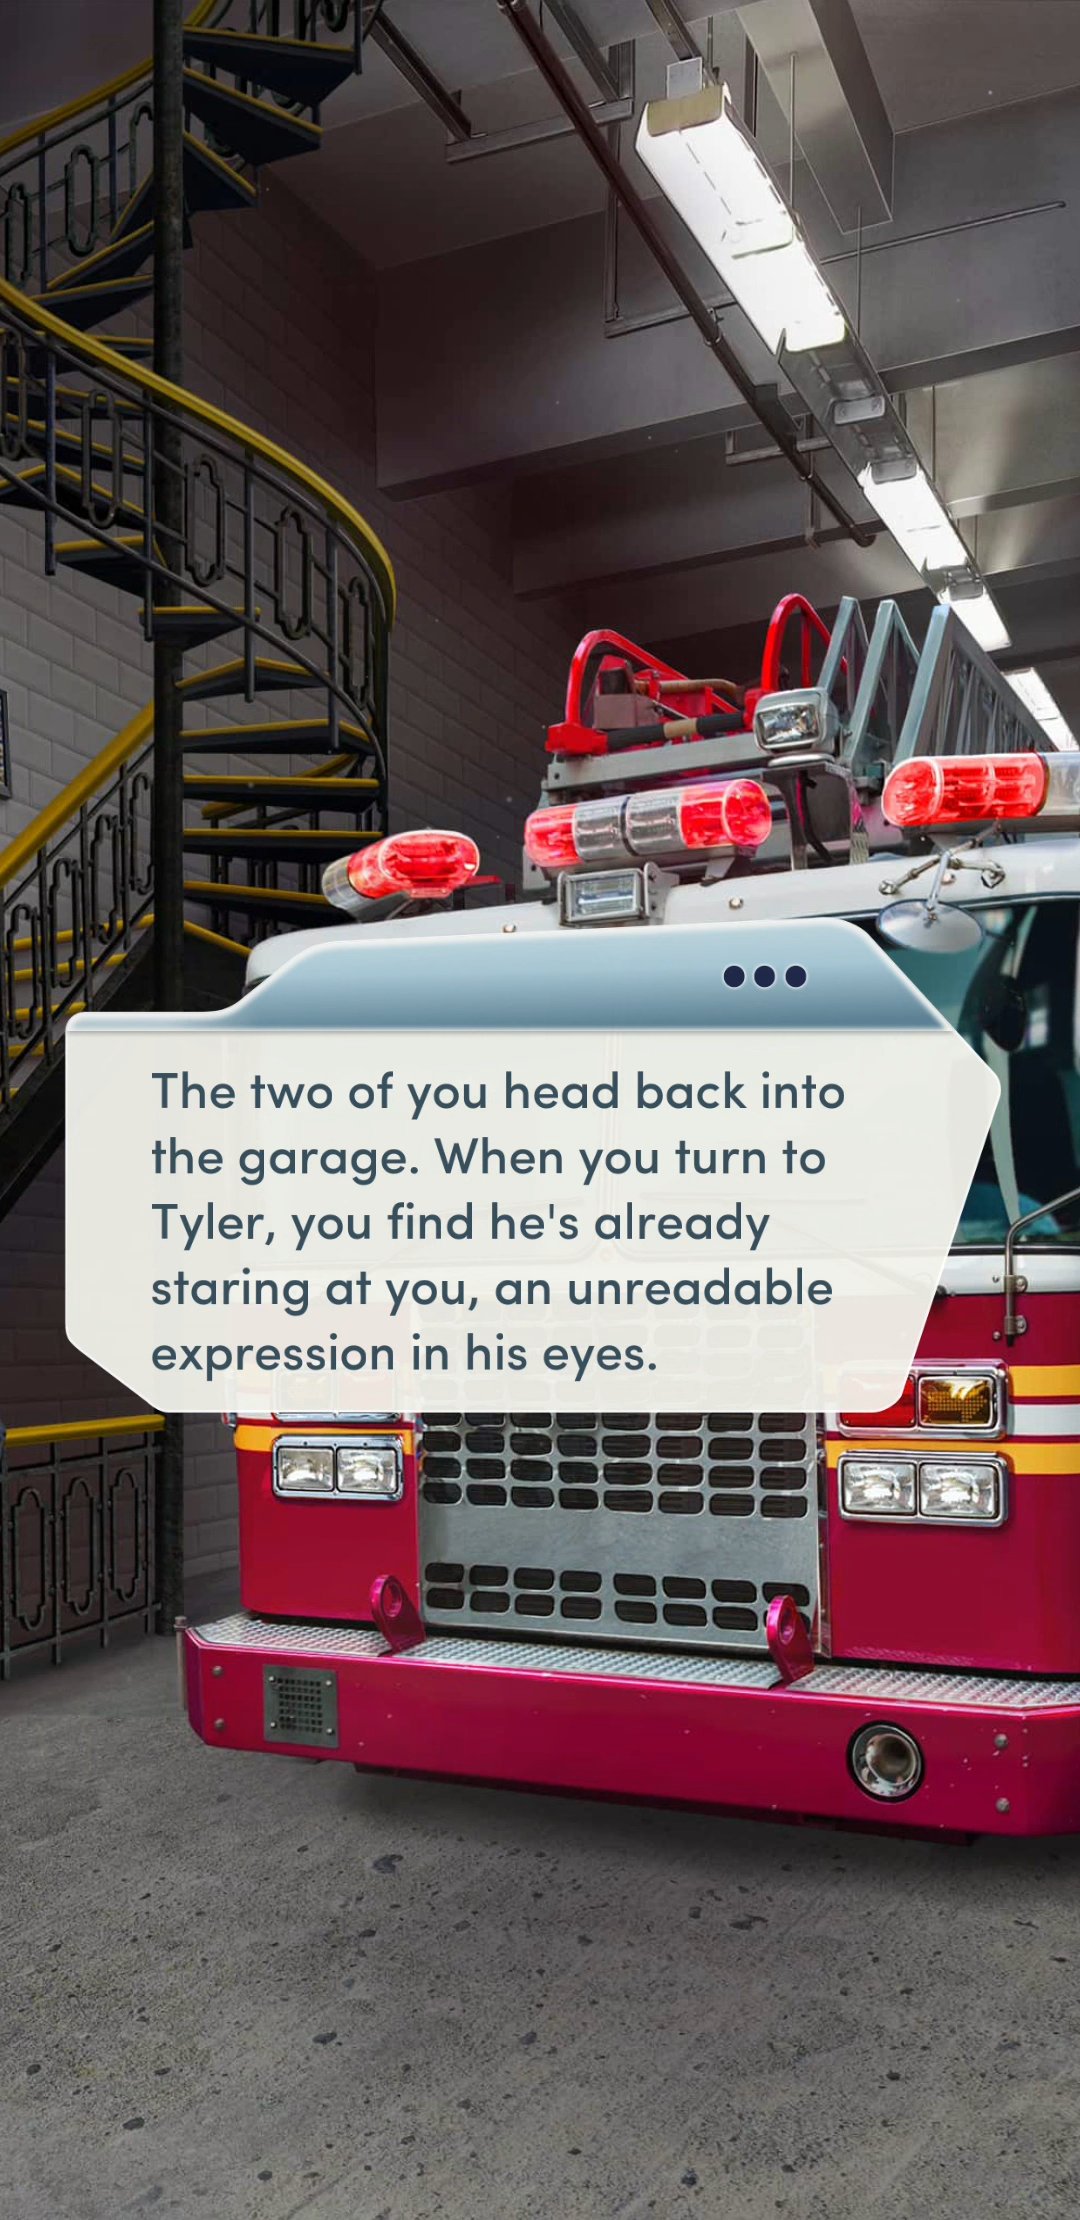 The two of you head back into
the garage. When you turn to
Tyler, you find he's already
staring at you, an unreadable
expression in his eyes.